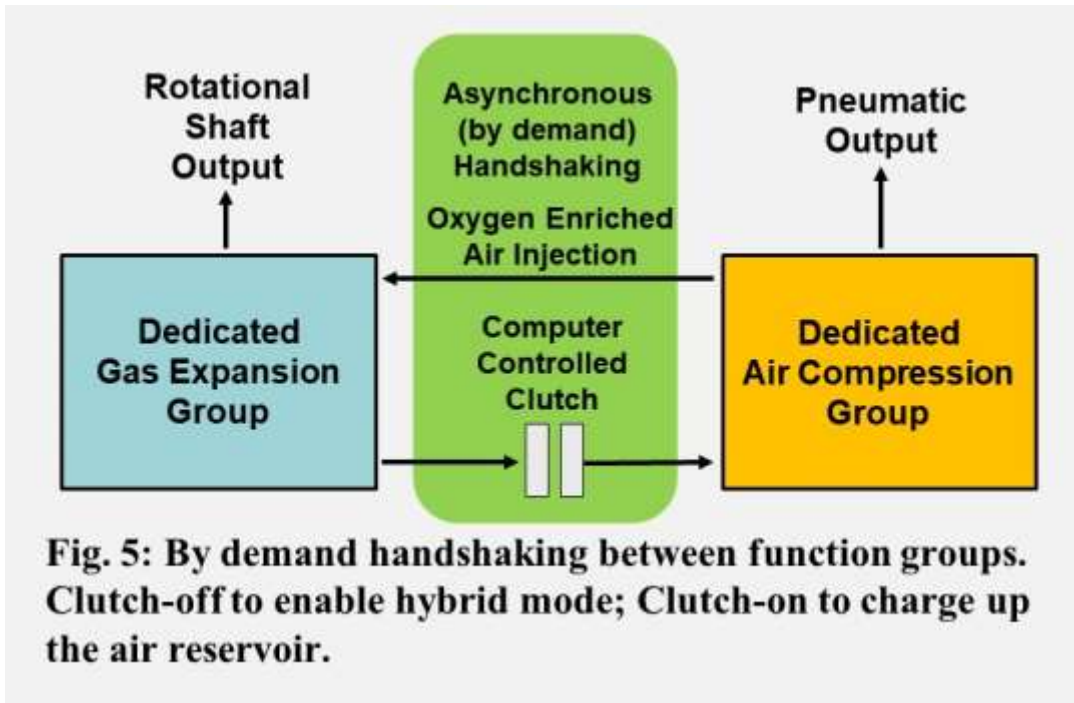 Rotational
Shaft
Output
Asynchronous
(by demand)
Handshaking
Pneumatic
Output
Oxygen Enriched
Air Injection
Dedicated
Gas Expansion
Group
Computer
Controlled
Clutch
Dedicated
Air Compression
Group
Fig. 5: By demand handshaking between function groups.
Clutch-off to enable hybrid mode; Clutch-on to charge up
the air reservoir.